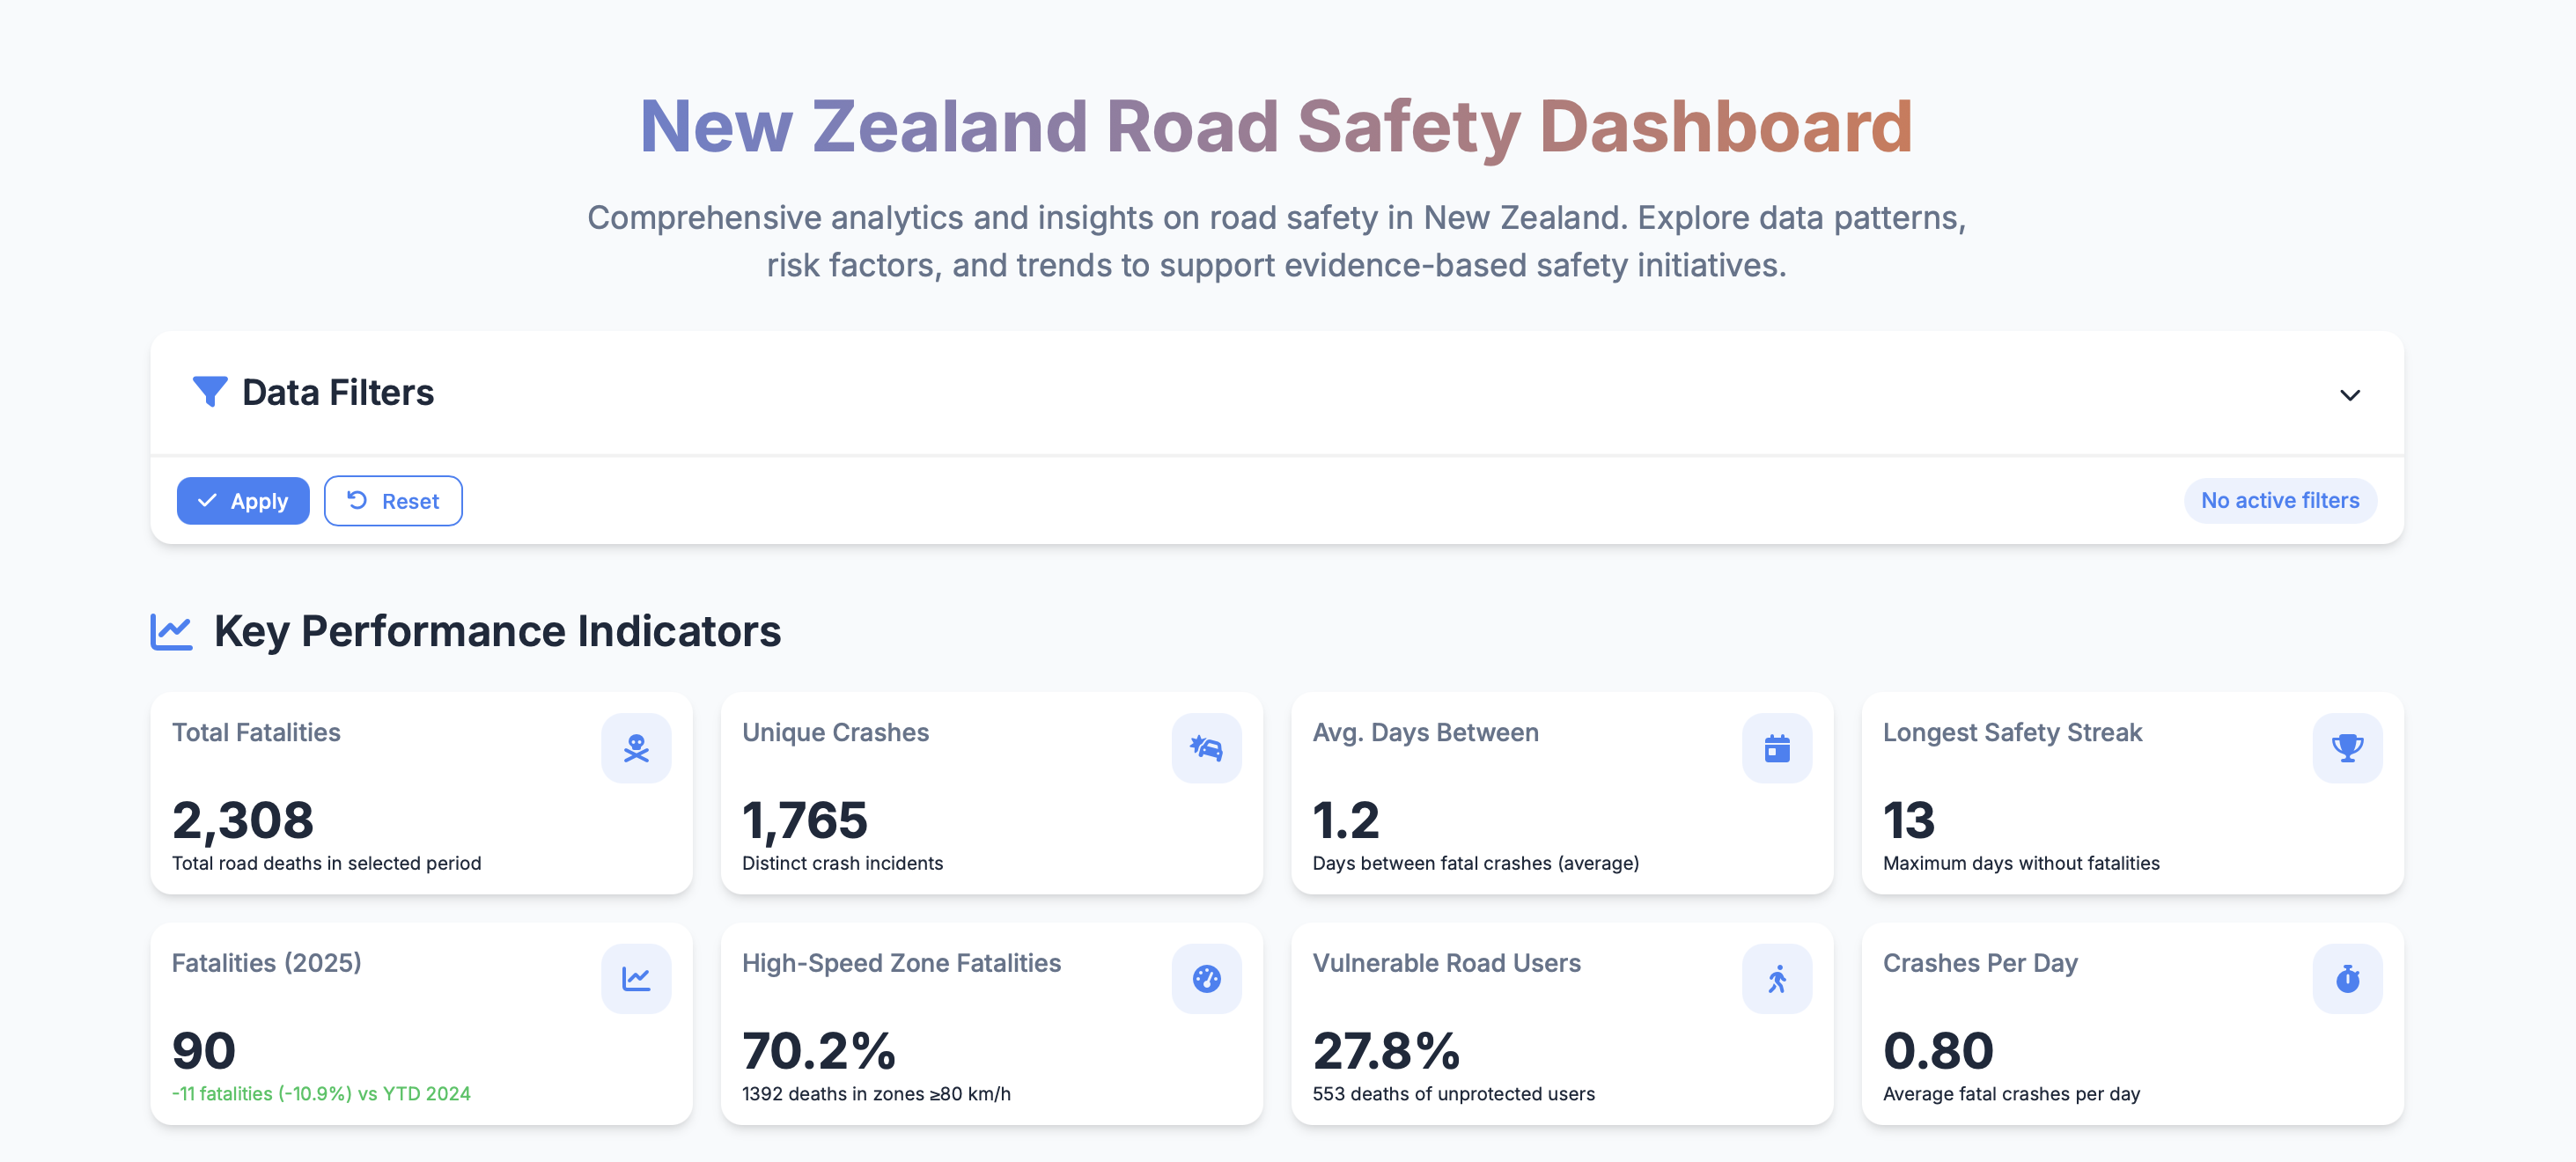 New Zealand Road Safety Dashboard
Comprehensive analytics and insights on road safety in New Zealand. Explore data patterns,
risk factors, and trends to support evidence-based safety initiatives.
Data Filters
Apply
Reset
No active filters
Key Performance Indicators
Total Fatalities
2,308
Total road deaths in selected period
Unique Crashes
1,765
Distinct crash incidents
Avg. Days Between
1.2
Days between fatal crashes (average)
Longest Safety Streak
13
Maximum days without fatalities
Fatalities (2025)
90
-11 fatalities (-10.9%) vs YTD 2024
High-Speed Zone Fatalities
70.2%
1392 deaths in zones ≥80 km/h
Vulnerable Road Users
27.8%
553 deaths of unprotected users
Crashes Per Day
0.80
Average fatal crashes per day